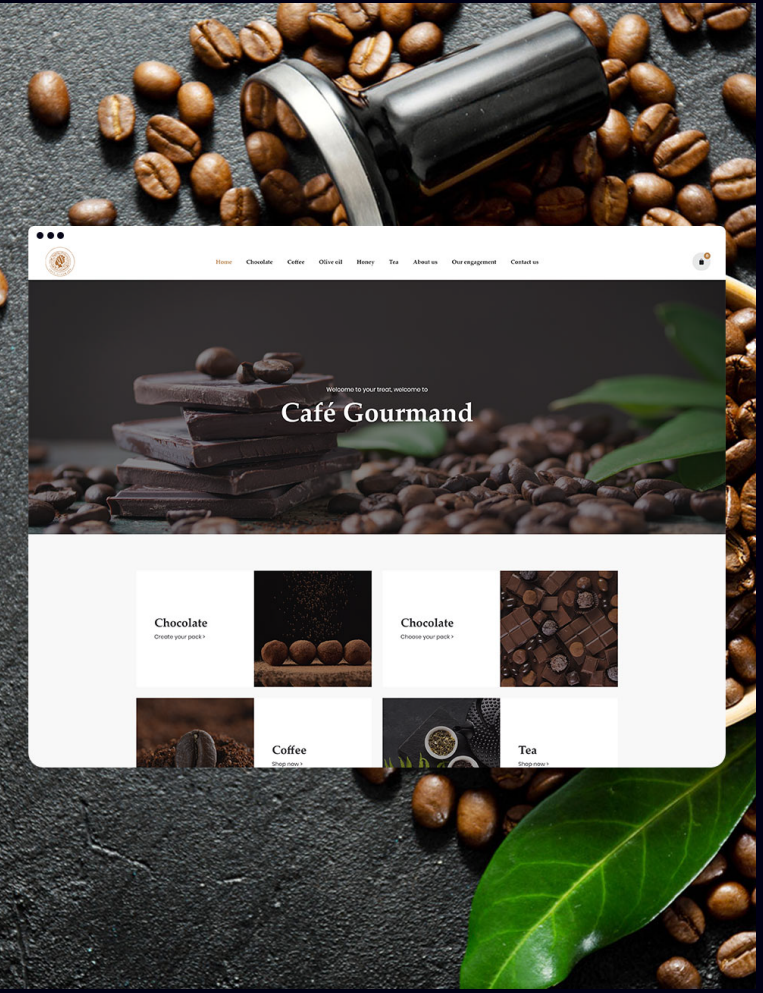 Home Chocolate Coffee Olive oil Honey Tea About us Our engagement Contact us
Welcome to your treat, welcome to
Café Gourmand
Chocolate
Create your pack >
Chocolate
Choose your pack >
Coffee
Shop now >
Tea
Shop now >